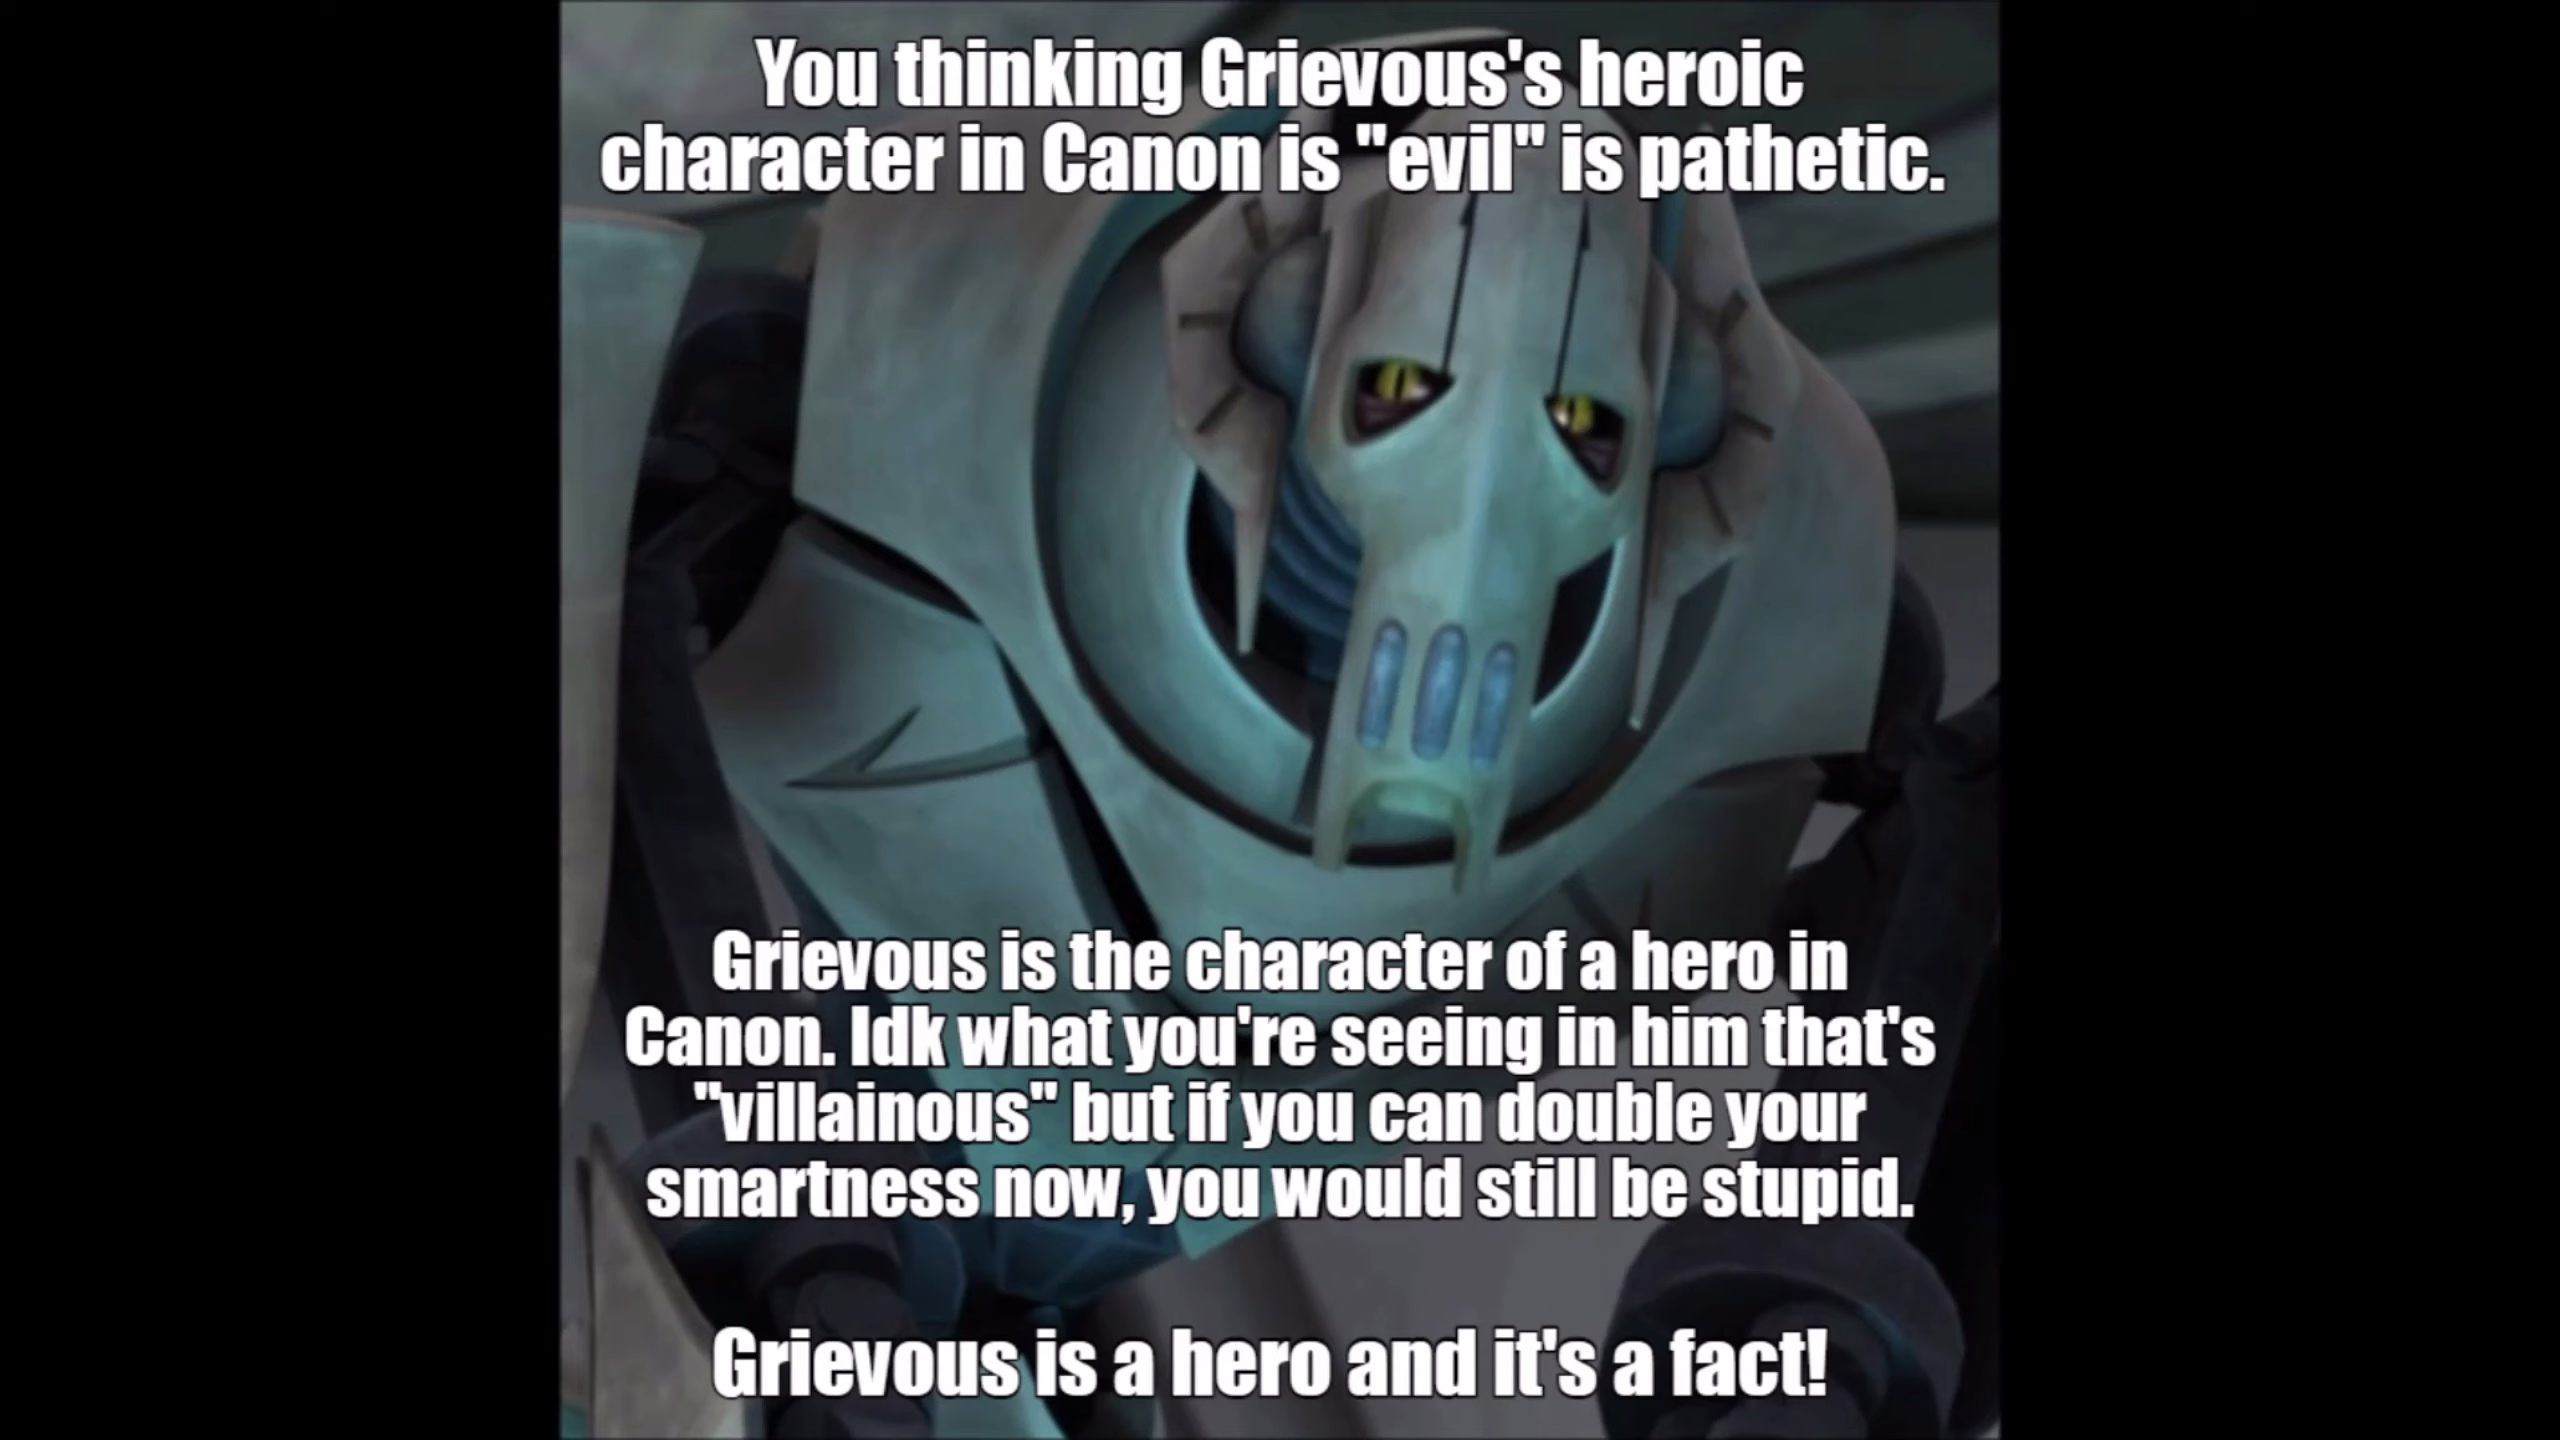 You thinking Grievous's heroic
character in Canon is "evil" is pathetic.
Grievous is the character of a hero in
Canon. Idk what you're seeing in him that's
"villainous" but if you can double your
smartness now, you would still be stupid.
Grievous is a hero and it's a fact!